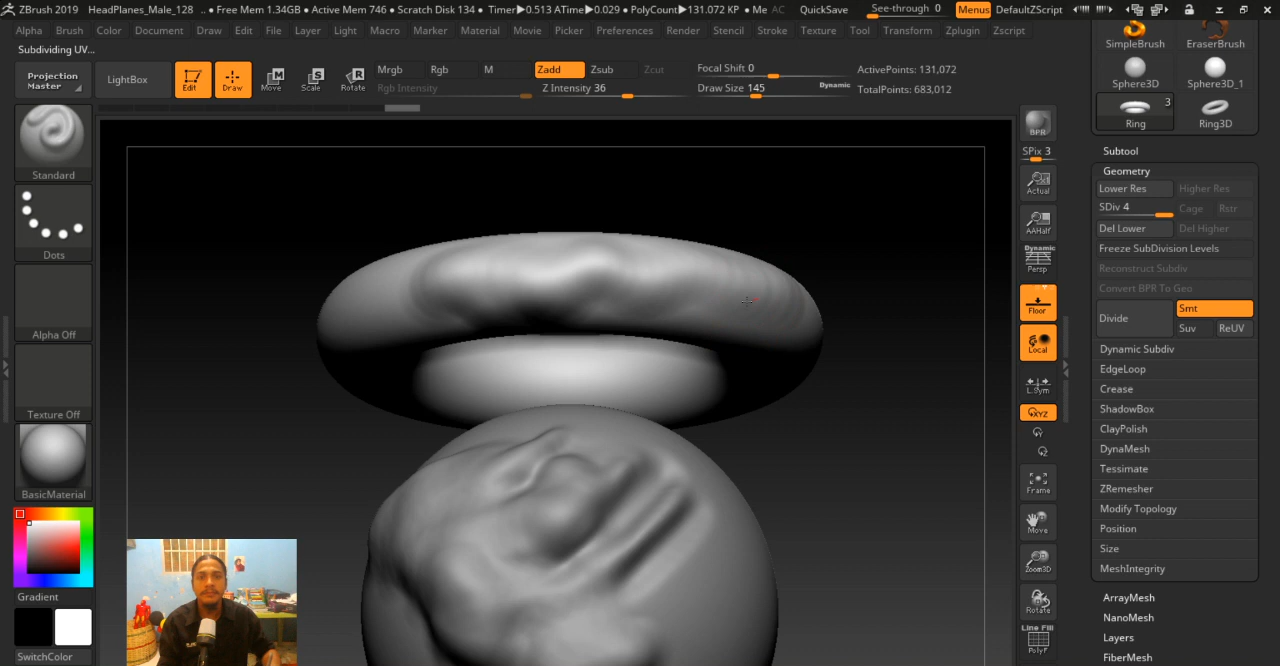 ZBrush 2019 HeadPlanes_Male_128 .. • Free Mem 1.34GB • Active Mem 746 • Scratch Disk 134 • Timer▶0.513 ATime▶0.029 • PolyCount▶131.072 KP • Me AC QuickSave See-through 0 Menus DefaultZScript
Alpha Brush Color Document Draw Edit File Layer Light Macro Marker Material Movie Picker Preferences Render Stencil Stroke Texture Tool Transform Zplugin Zscript
Subdividing UV...
Projection Master
LightBox
Edit
Draw
Move
Scale
Rotate
Mrgb Rgb M
Rgb Intensity
Zadd Zsub Zcut
Z Intensity 36
Focal Shift 0
Draw Size 145 Dynamic
ActivePoints: 131,072
TotalPoints: 683,012
Standard
Dots
Alpha Off
Texture Off
BasicMaterial
Gradient
SwitchColor
BPR
SPix 3
Actual
AAHalf
Dynamic
Persp
Floor
Local
L.Sym
XYZ
Y
Z
Frame
Move
Zoom3D
Rotate
Line Fill
PolyF
SimpleBrush EraserBrush
Sphere3D Sphere3D_1
3
Ring Ring3D
Subtool
Geometry
Lower Res Higher Res
SDiv 4 Cage Rstr
Del Lower Del Higher
Freeze SubDivision Levels
Reconstruct Subdiv
Convert BPR To Geo
Divide
Smt
Suv ReUV
Dynamic Subdiv
EdgeLoop
Crease
ShadowBox
ClayPolish
DynaMesh
Tessimate
ZRemesher
Modify Topology
Position
Size
MeshIntegrity
ArrayMesh
NanoMesh
Layers
FiberMesh